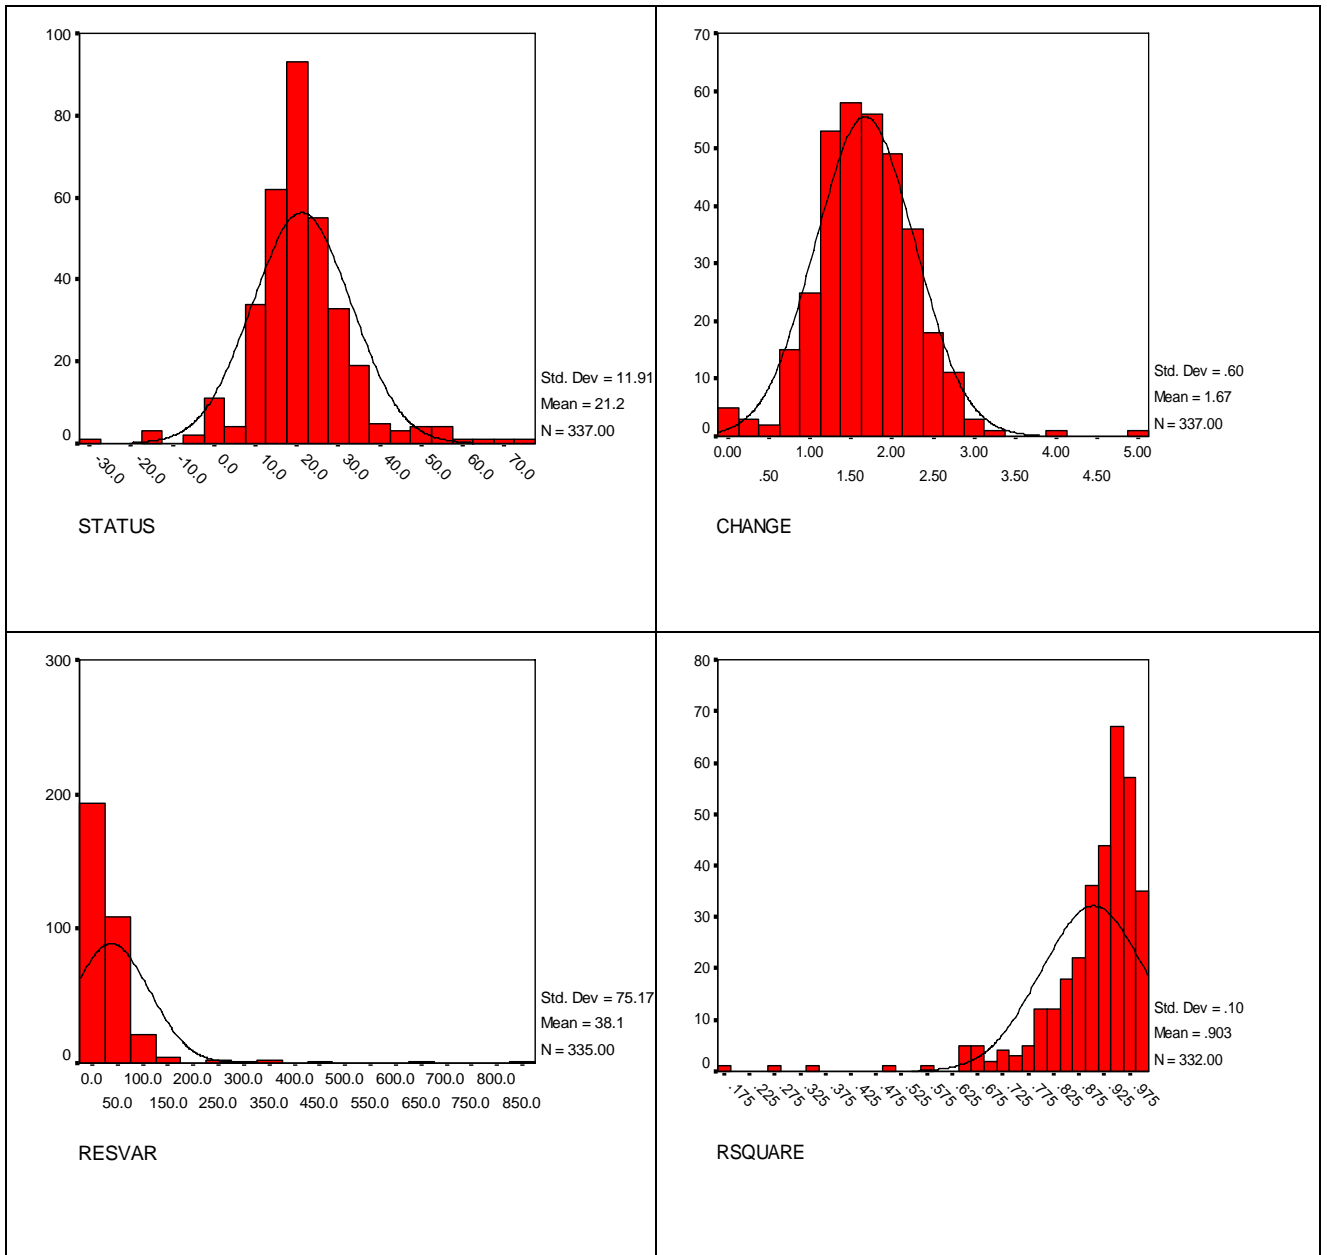 100
80
60
40
20
0
-30.0 -20.0 -10.0 0.0 10.0 20.0 30.0 40.0 50.0 60.0 70.0
Std. Dev = 11.91
Mean = 21.2
N = 337.00
STATUS
70
60
50
40
30
20
10
0
0.00 1.00 2.00 3.00 4.00 5.00
.50 1.50 2.50 3.50 4.50
Std. Dev = .60
Mean = 1.67
N = 337.00
CHANGE
300
200
100
0
0.0 100.0 200.0 300.0 400.0 500.0 600.0 700.0 800.0
50.0 150.0 250.0 350.0 450.0 550.0 650.0 750.0 850.0
Std. Dev = 75.17
Mean = 38.1
N = 335.00
RESVAR
80
70
60
50
40
30
20
10
0
.175 .225 .275 .325 .375 .425 .475 .525 .575 .625 .675 .725 .775 .825 .875 .925 .975
Std. Dev = .10
Mean = .903
N = 332.00
RSQUARE